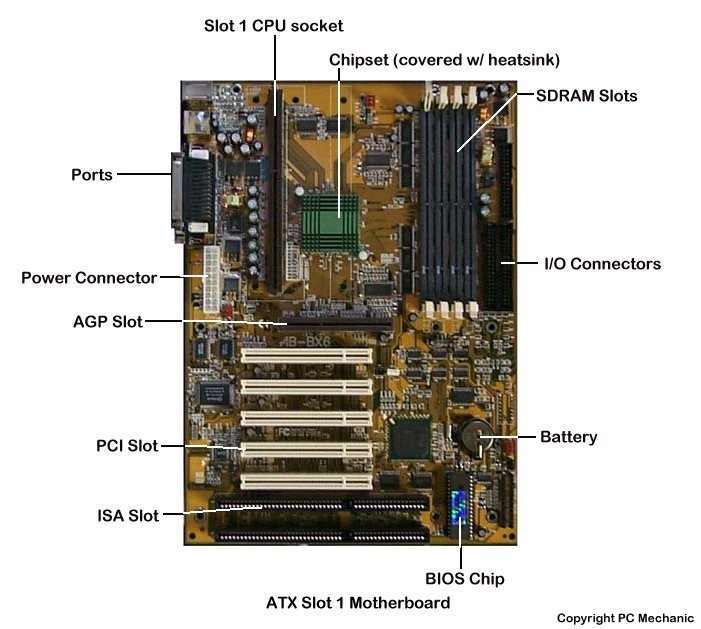 Slot 1 CPU socket
Chipset (covered w/ heatsink)
SDRAM Slots
Ports
I/O Connectors
Power Connector
AGP Slot
AB-BX6
PCI Slot
Battery
ISA Slot
BIOS Chip
ATX Slot 1 Motherboard
Copyright PC Mechanic